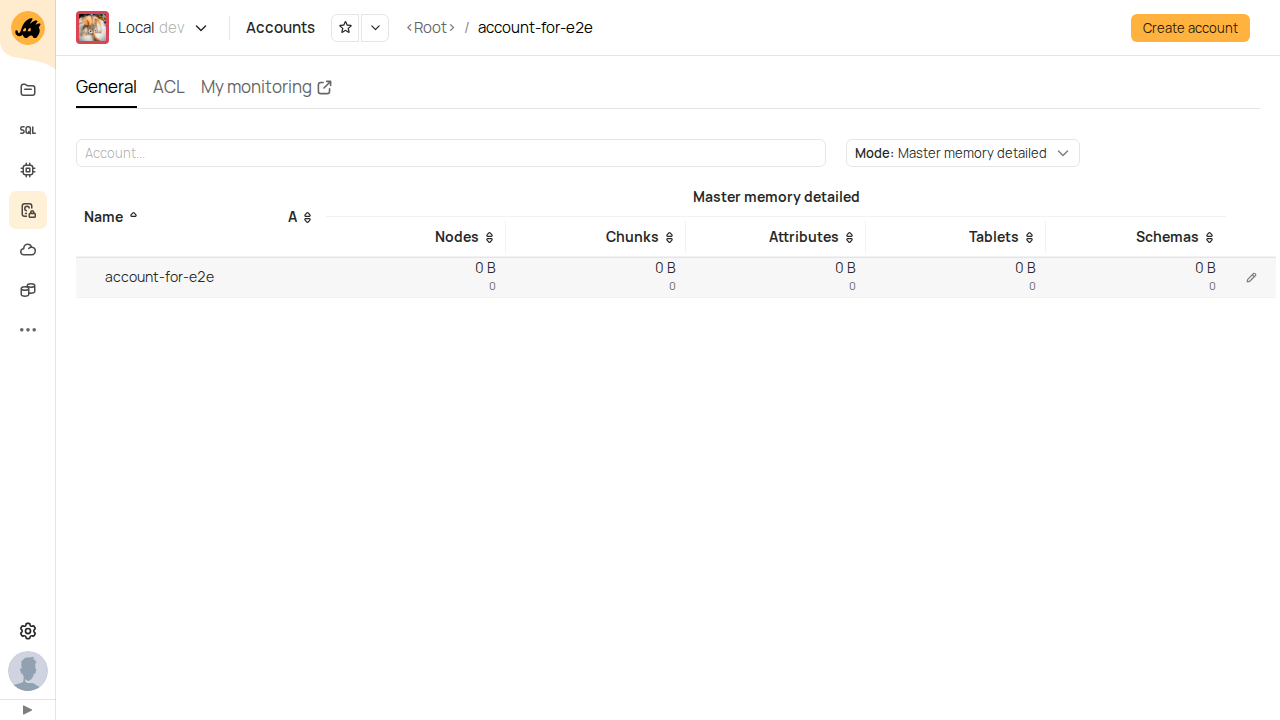 Local dev
Accounts
<Root> / account-for-e2e
Create account
SQL
General
ACL
My monitoring
Account...
Mode: Master memory detailed
Name
A
Master memory detailed
Nodes
Chunks
Attributes
Tablets
Schemas
account-for-e2e
0 B
0
0 B
0
0 B
0
0 B
0
0 B
0